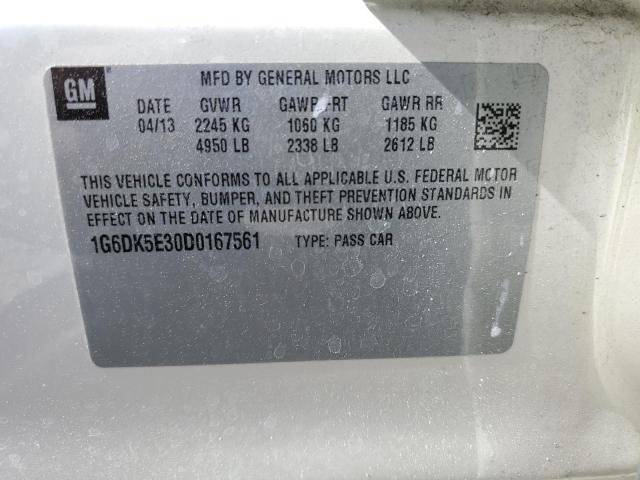 GM
MFD BY GENERAL MOTORS LLC
DATE GVWR GAWR FRT GAWR RR
04/13 2245 KG 1060 KG 1185 KG
4950 LB 2338 LB 2612 LB
THIS VEHICLE CONFORMS TO ALL APPLICABLE U.S. FEDERAL MOTOR
VEHICLE SAFETY, BUMPER, AND THEFT PREVENTION STANDARDS IN
EFFECT ON THE DATE OF MANUFACTURE SHOWN ABOVE.
1G6DK5E30D0167561 TYPE: PASS CAR